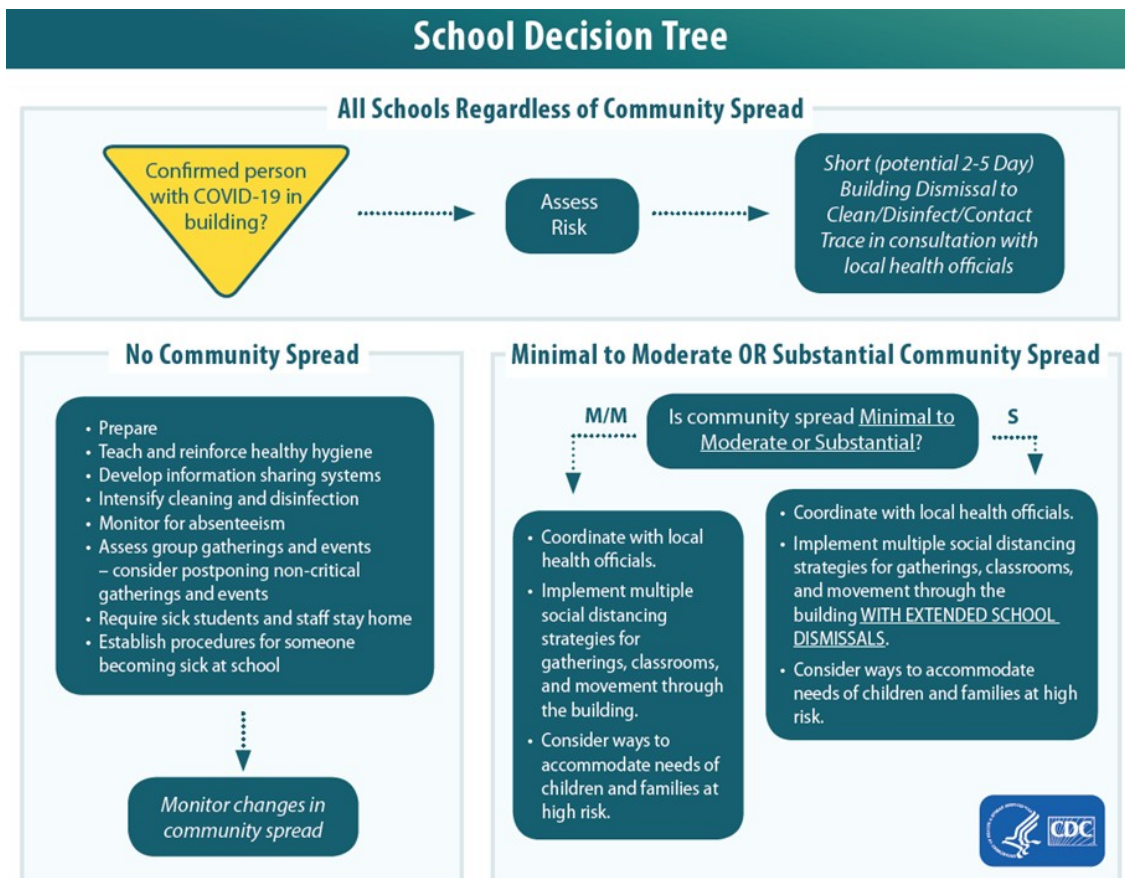 School Decision Tree
All Schools Regardless of Community Spread
Confirmed person
with COVID-19 in
building?
Assess
Risk
Short (potential 2-5 Day)
Building Dismissal to
Clean/Disinfect/Contact
Trace in consultation with
local health officials
No Community Spread
• Prepare
• Teach and reinforce healthy hygiene
• Develop information sharing systems
• Intensify cleaning and disinfection
• Monitor for absenteeism
• Assess group gatherings and events
– consider postponing non-critical
gatherings and events
• Require sick students and staff stay home
• Establish procedures for someone
becoming sick at school
Monitor changes in
community spread
Minimal to Moderate OR Substantial Community Spread
M/M
Is community spread Minimal to
Moderate or Substantial?
S
• Coordinate with local
health officials.
• Implement multiple
social distancing
strategies for
gatherings, classrooms,
and movement through
the building.
• Consider ways to
accommodate needs of
children and families at
high risk.
• Coordinate with local health officials.
• Implement multiple social distancing
strategies for gatherings, classrooms,
and movement through the
building WITH EXTENDED SCHOOL
DISMISSALS.
• Consider ways to accommodate
needs of children and families at high
risk.
CDC